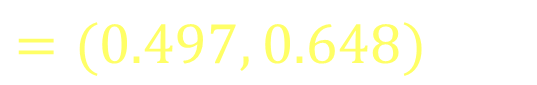 = (0.497, 0.648)